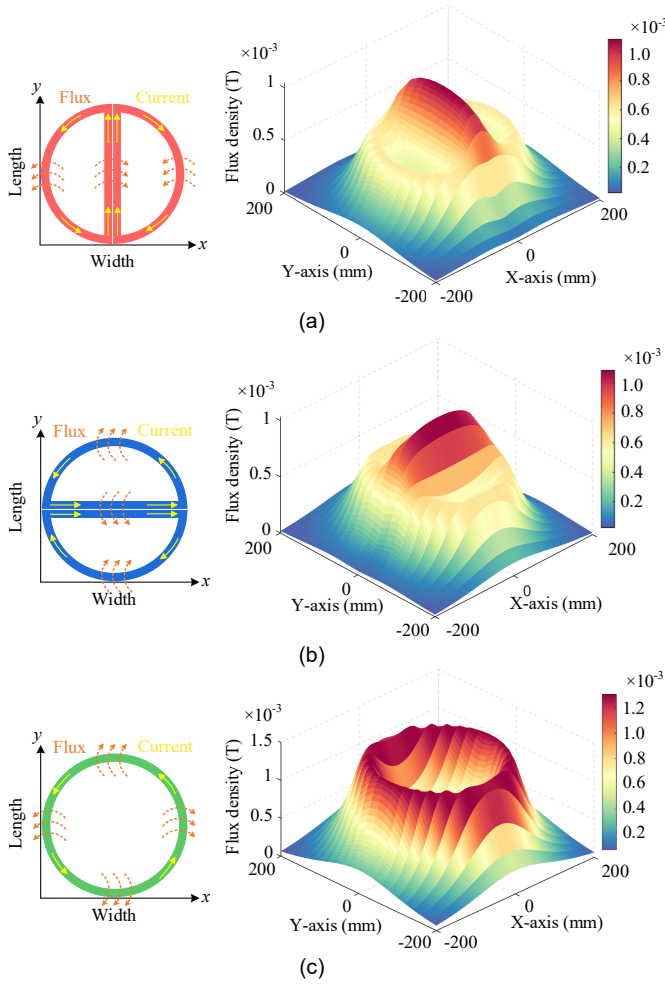 ×10⁻³
×10⁻³
1.0
0.8
0.6
0.4
0.2
y
Flux
Current
Length
Width
x
Flux density (T)
1
0.5
0
200
0
-200
Y-axis (mm)
-200
0
200
X-axis (mm)
(a)
×10⁻³
×10⁻³
1.0
0.8
0.6
0.4
0.2
y
Flux
Current
Length
Width
x
Flux density (T)
1
0.5
0
200
0
-200
Y-axis (mm)
-200
0
200
X-axis (mm)
(b)
×10⁻³
×10⁻³
1.2
1.0
0.8
0.6
0.4
0.2
y
Flux
Current
Length
Width
x
Flux density (T)
1.5
1
0.5
0
200
0
-200
Y-axis (mm)
-200
0
200
X-axis (mm)
(c)